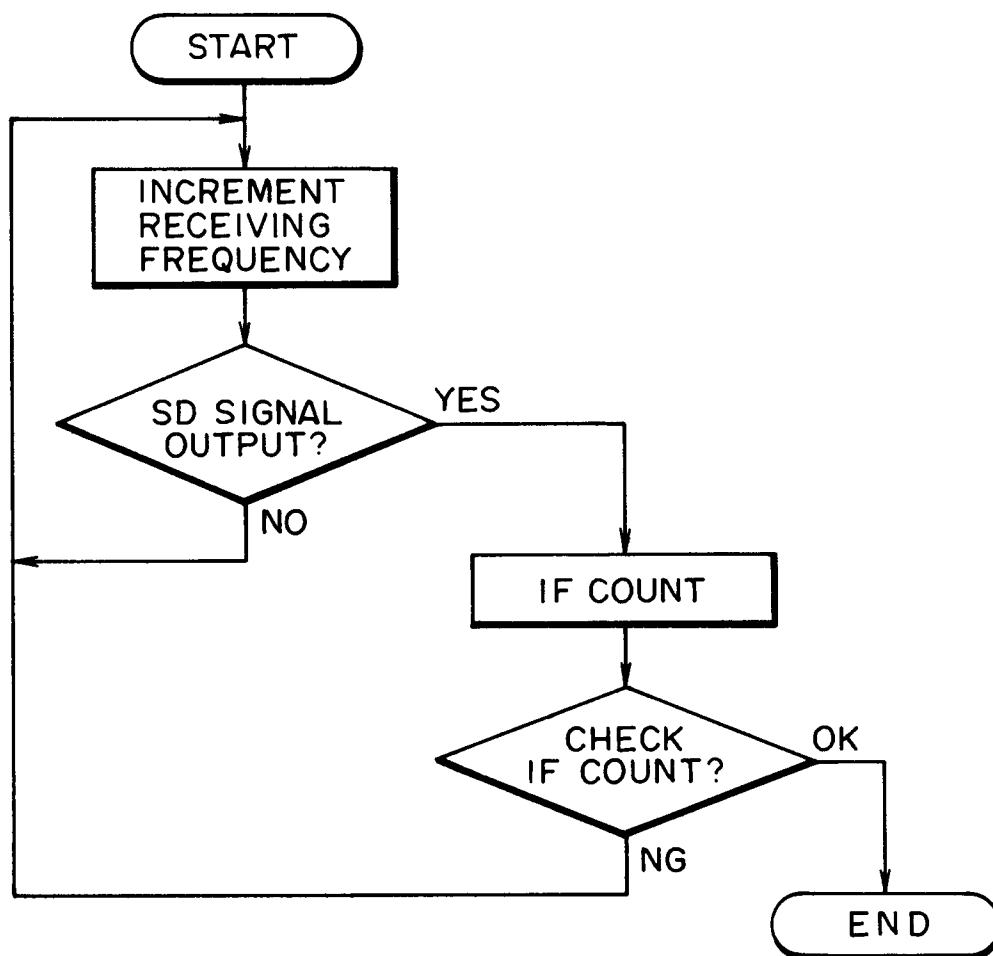 START
INCREMENT
RECEIVING
FREQUENCY
SD SIGNAL
OUTPUT?
YES
NO
IF COUNT
CHECK
IF COUNT?
OK
NG
END